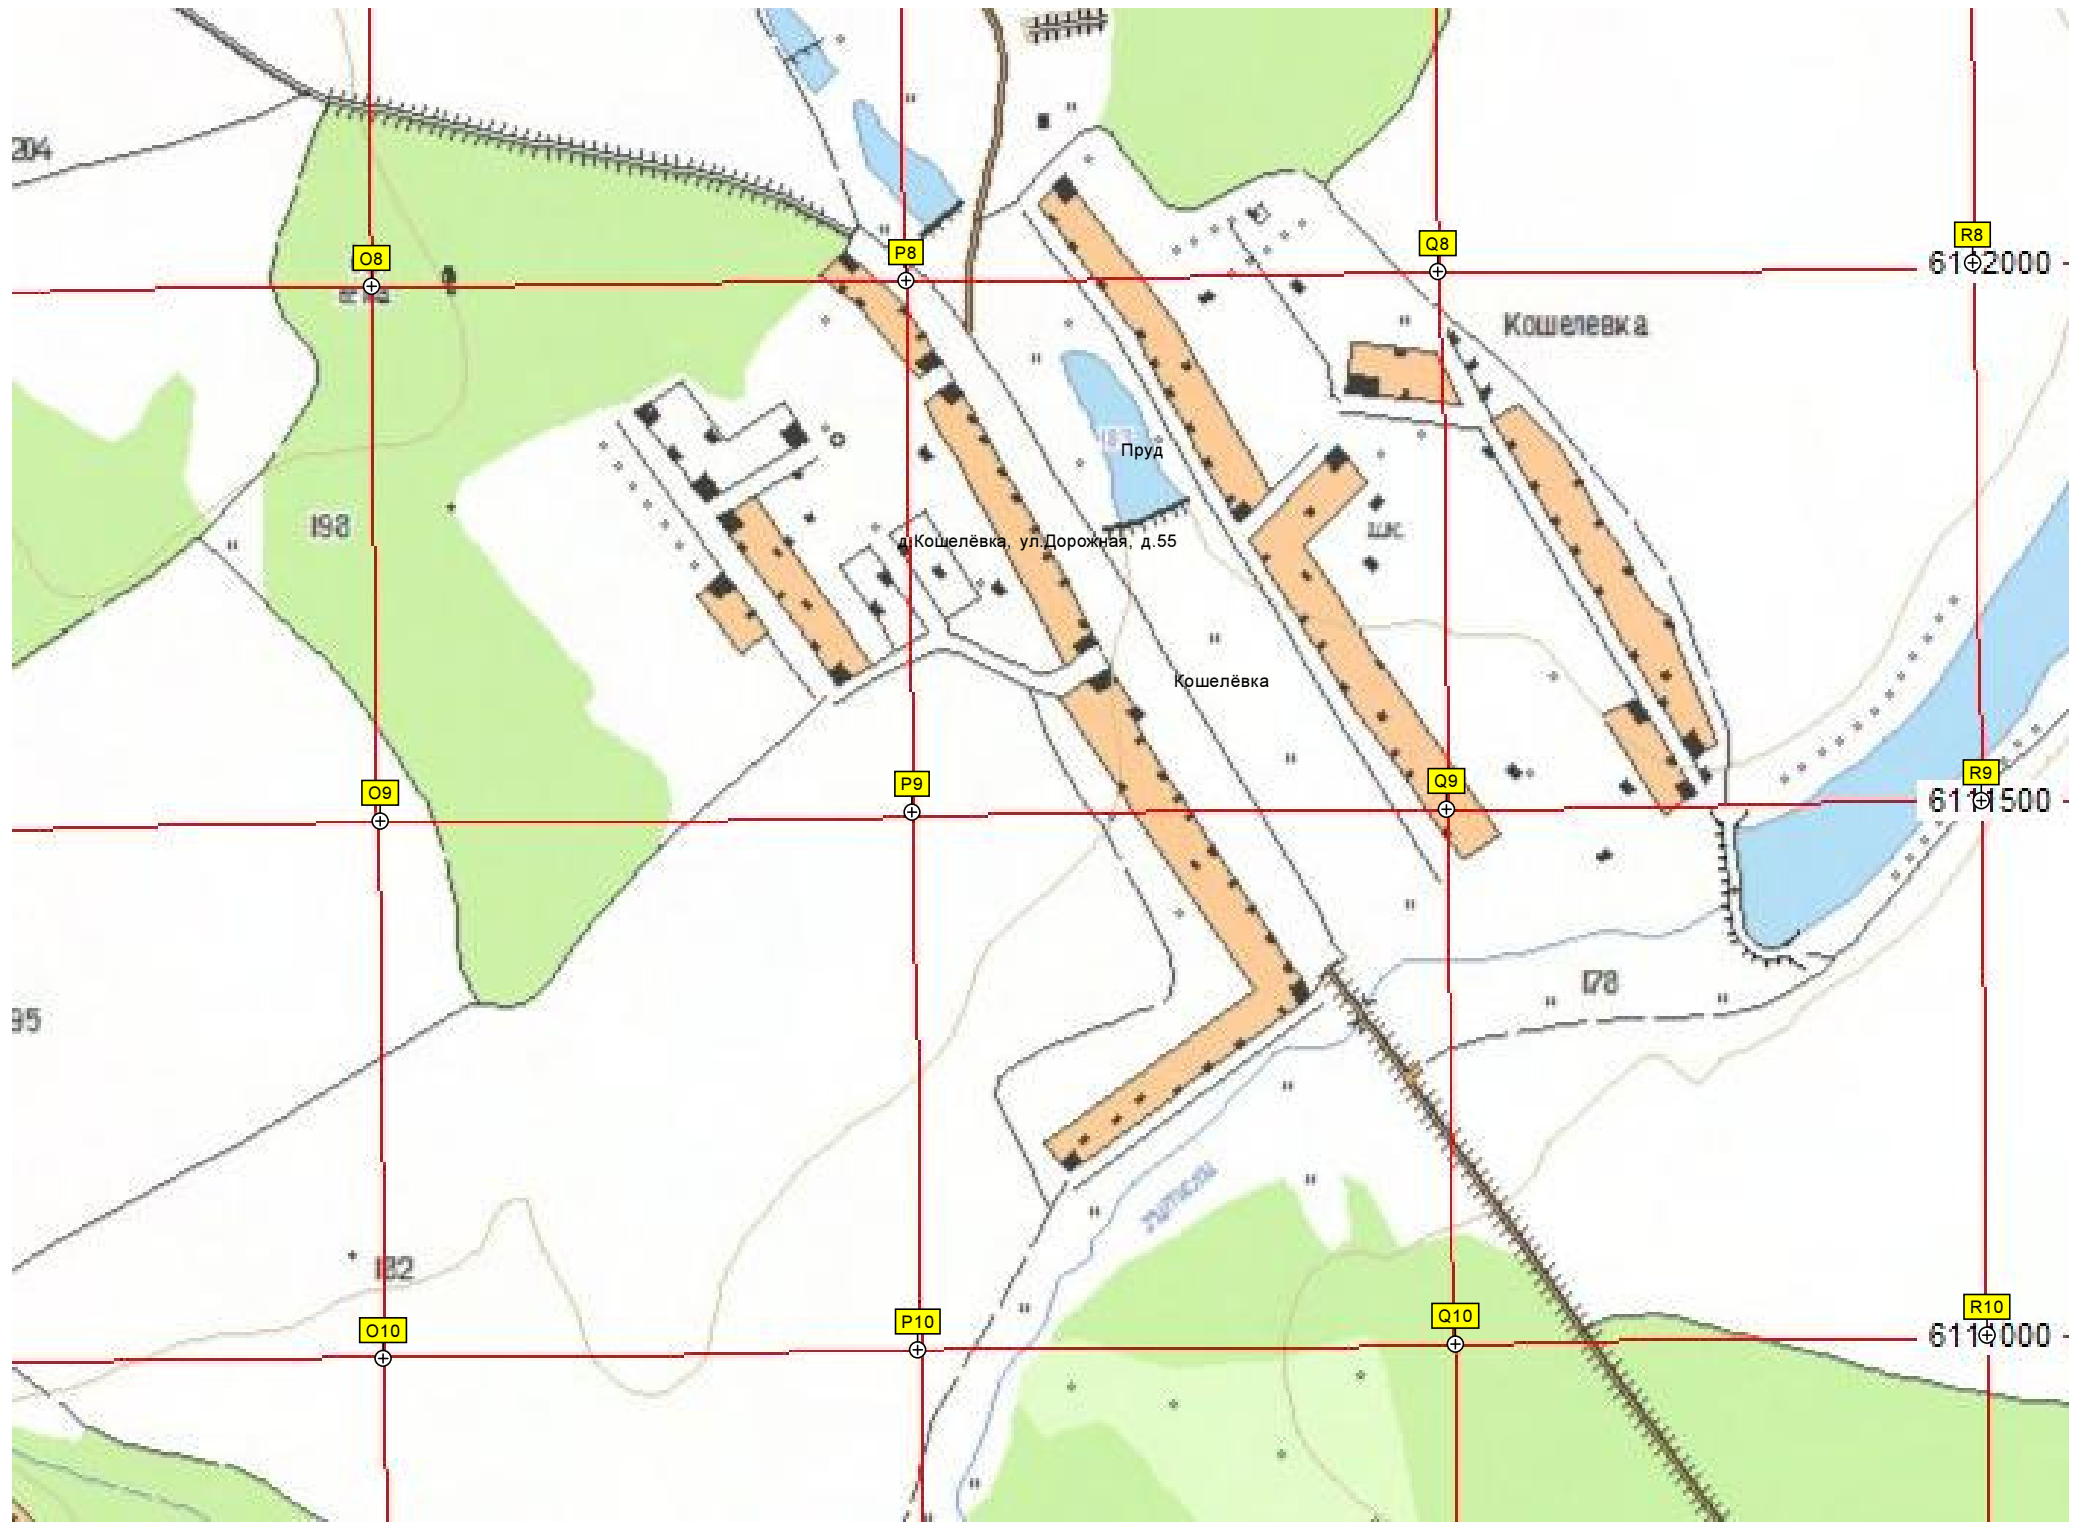 204
O8
P8
Q8
R8
6112000
Кошелевка
Пруд
198
шк.
д.Кошелёвка, ул.Дорожная, д.55
Кошелёвка
O9
P9
Q9
R9
6111500
178
95
182
O10
P10
Q10
R10
6111000